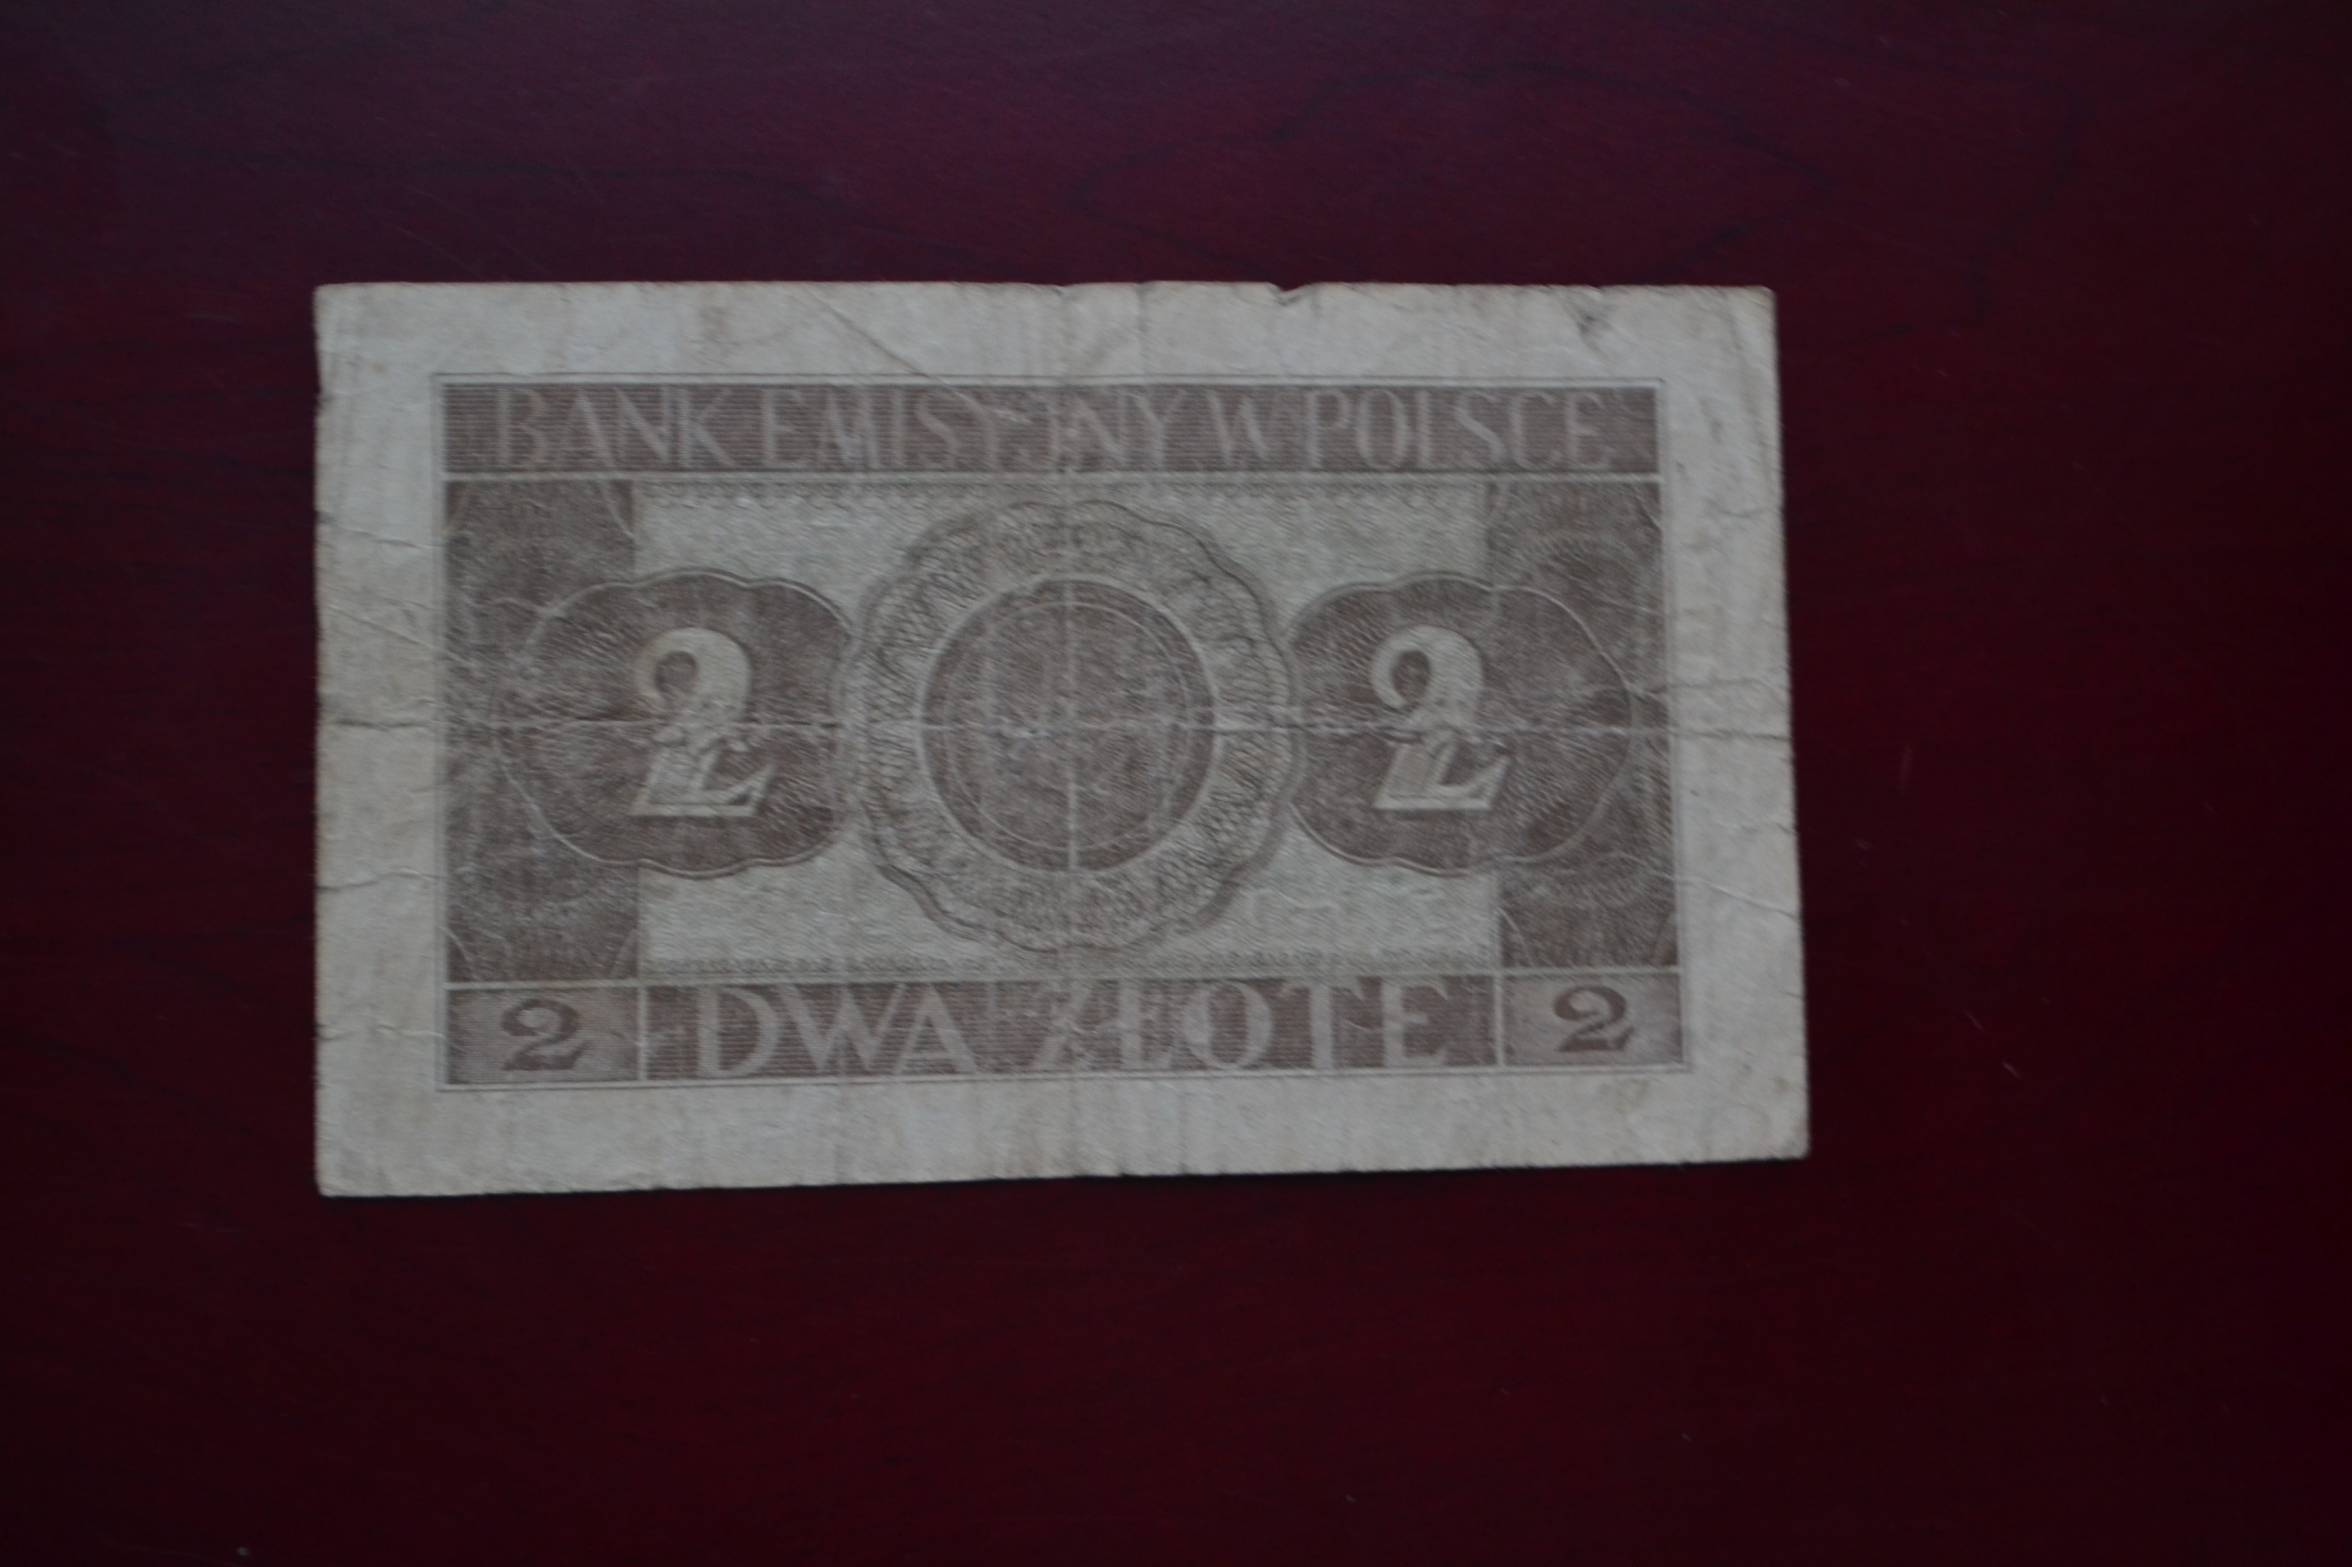 BANK EMISYJNY W POLSCE
2 2
2 DWA ZŁOTE 2